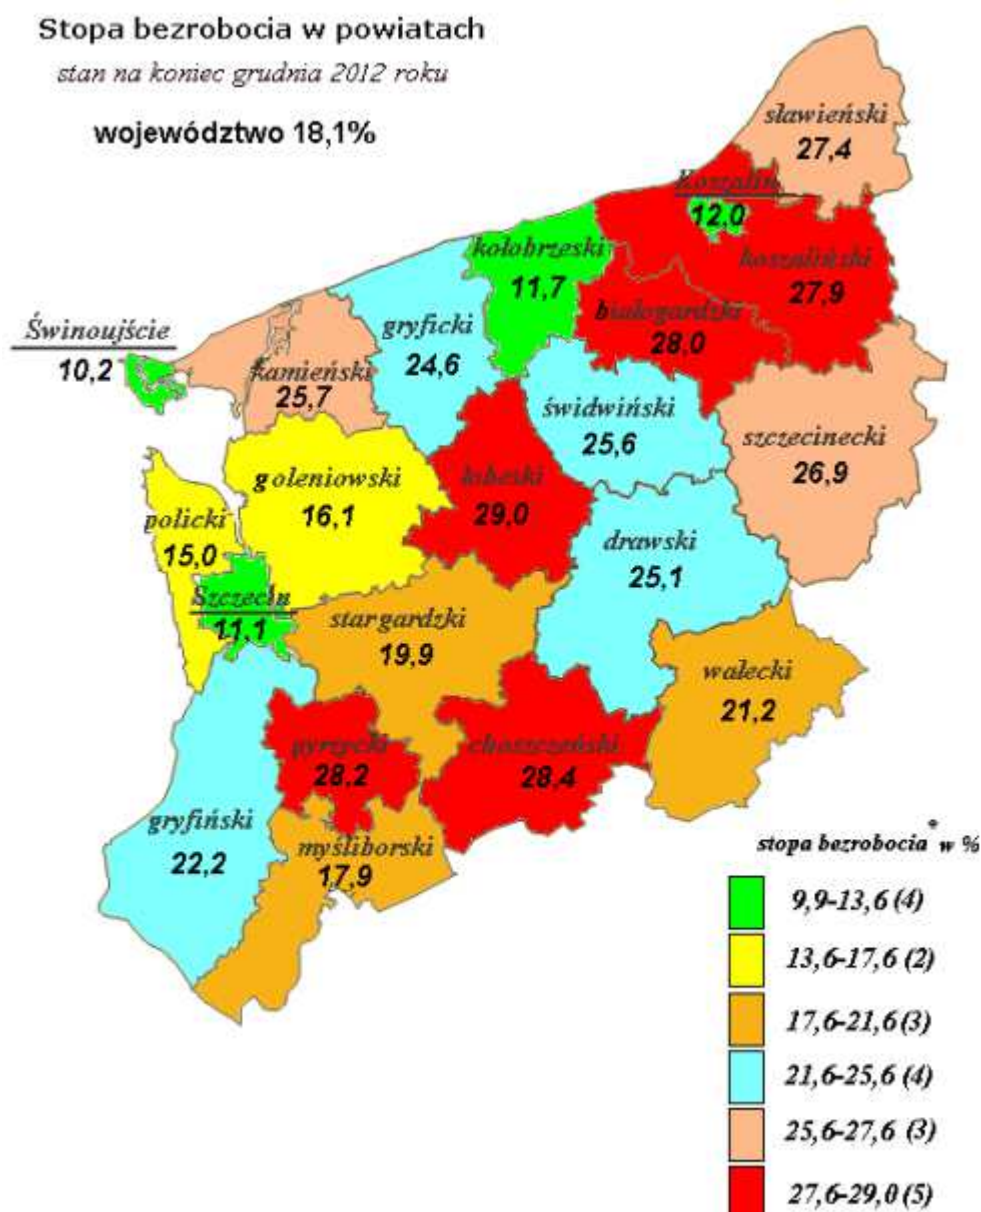 Stopa bezrobocia w powiatach
stan na koniec grudnia 2012 roku
województwo 18,1%
sławieński
27,4
Koszalin
12,0
kołobrzeski
11,7
koszaliński
27,9
białogardzki
28,0
gryficki
24,6
Świnoujście
10,2
kamieński
25,7
świdwiński
25,6
szczecinecki
26,9
goleniowski
16,1
łobeski
29,0
policki
15,0
drawski
25,1
Szczecin
11,1
stargardzki
19,9
wałecki
21,2
pyrzycki
28,2
choszczeński
28,4
gryfiński
22,2
myśliborski
17,9
stopa bezrobocia* w %
9,9-13,6 (4)
13,6-17,6 (2)
17,6-21,6 (3)
21,6-25,6 (4)
25,6-27,6 (3)
27,6-29,0 (5)